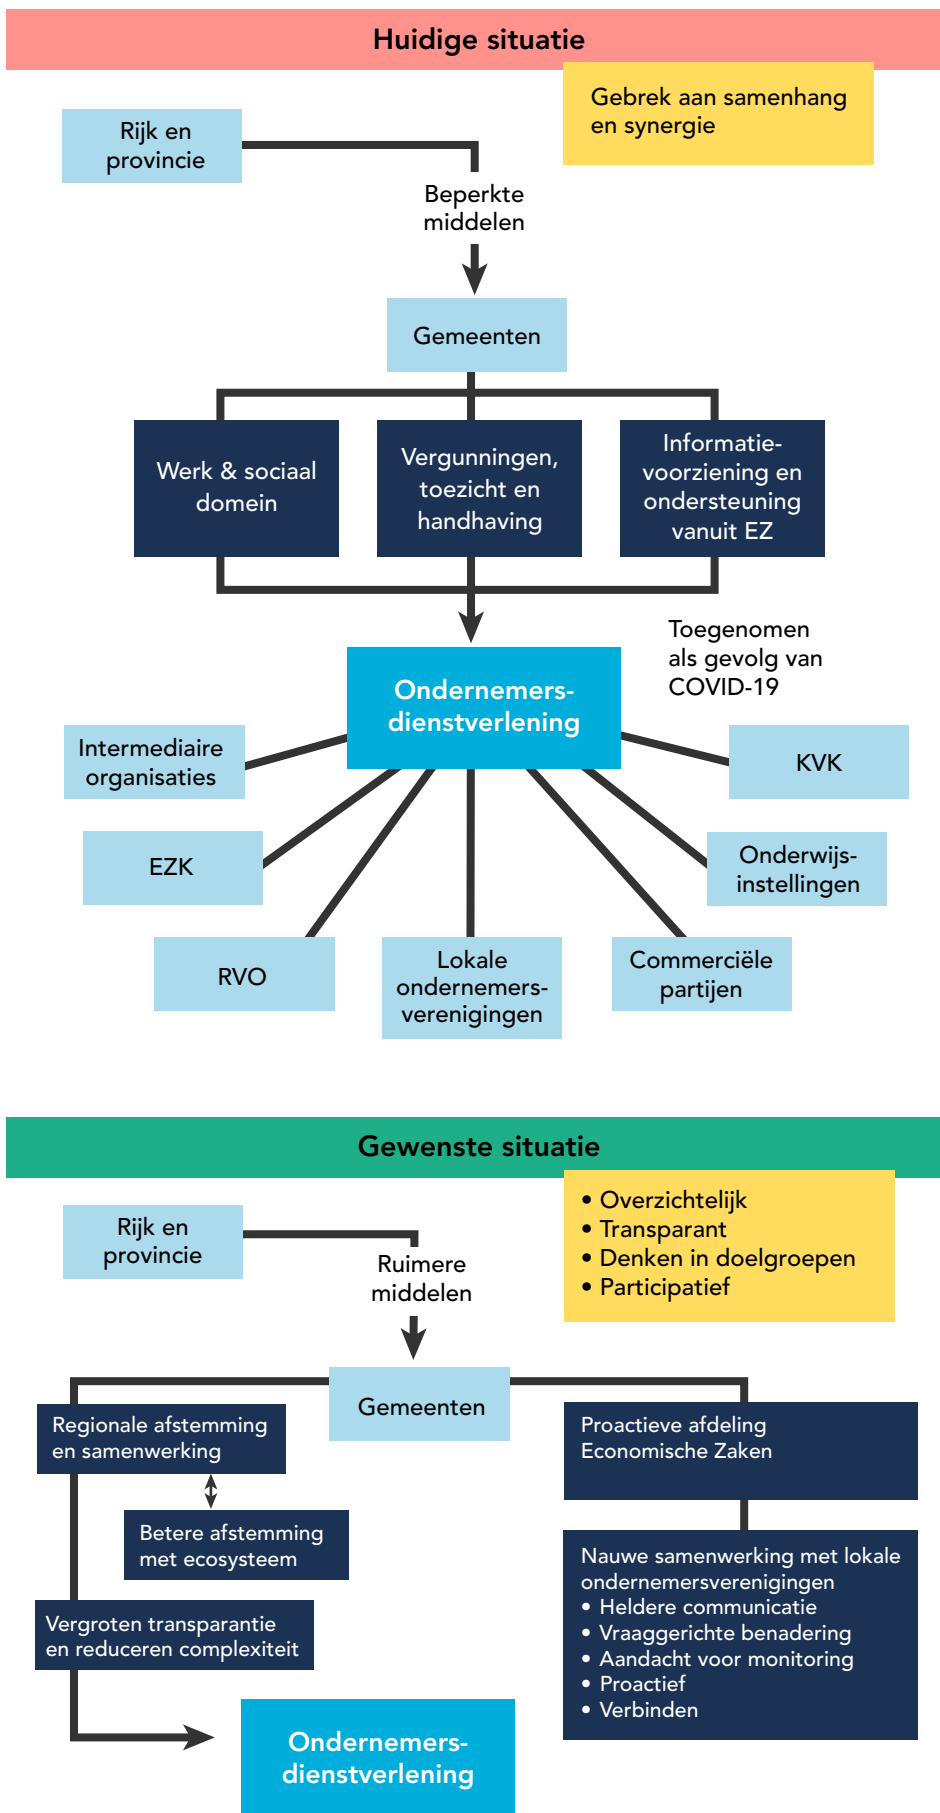 Huidige situatie
Gebrek aan samenhang
en synergie
Rijk en
provincie
Beperkte
middelen
Gemeenten
Werk & sociaal
domein
Vergunningen,
toezicht en
handhaving
Informatie-
voorziening en
ondersteuning
vanuit EZ
Toegenomen
als gevolg van
COVID-19
Ondernemers-
dienstverlening
Intermediaire
organisaties
KVK
EZK
Onderwijs-
instellingen
RVO
Lokale
ondernemers-
verenigingen
Commerciële
partijen
Gewenste situatie
• Overzichtelijk
• Transparant
• Denken in doelgroepen
• Participatief
Rijk en
provincie
Ruimere
middelen
Gemeenten
Regionale afstemming
en samenwerking
Betere afstemming
met ecosysteem
Vergroten transparantie
en reduceren complexiteit
Proactieve afdeling
Economische Zaken
Nauwe samenwerking met lokale
ondernemersverenigingen
• Heldere communicatie
• Vraaggerichte benadering
• Aandacht voor monitoring
• Proactief
• Verbinden
Ondernemers-
dienstverlening